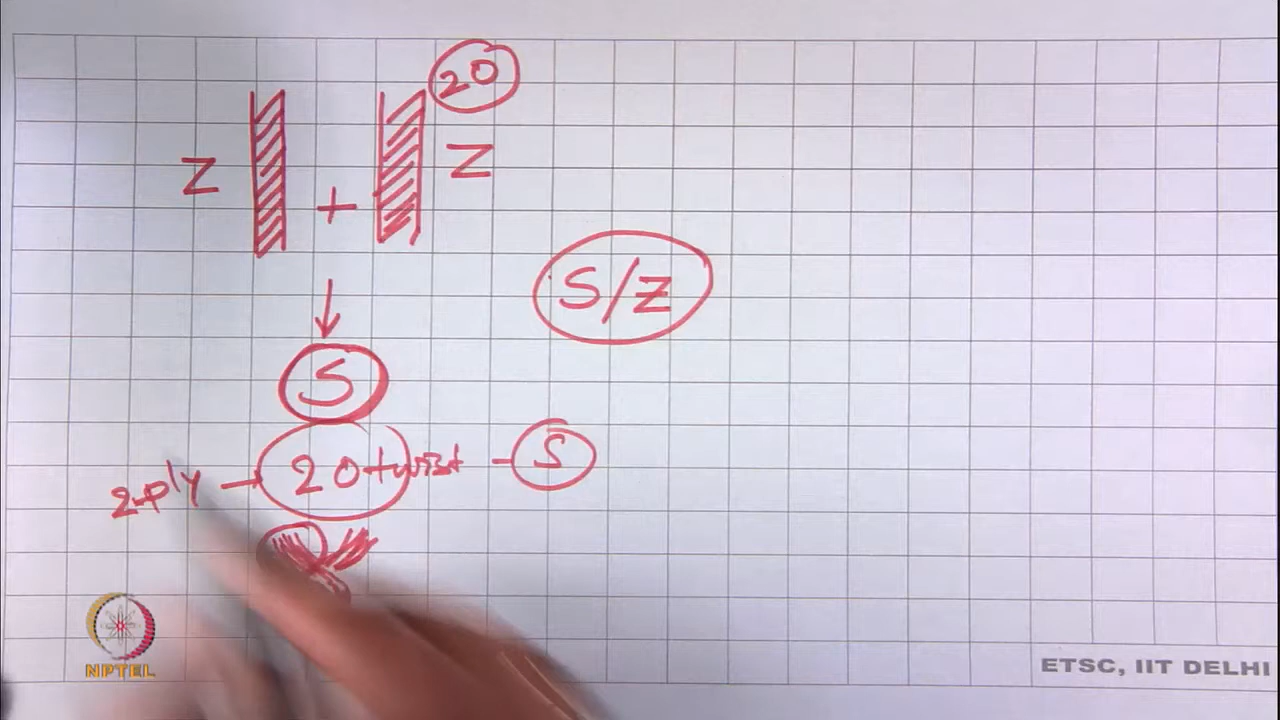 20
Z + Z
S/Z
S
2-ply → 20 twist - S
NPTEL
ETSC, IIT DELHI